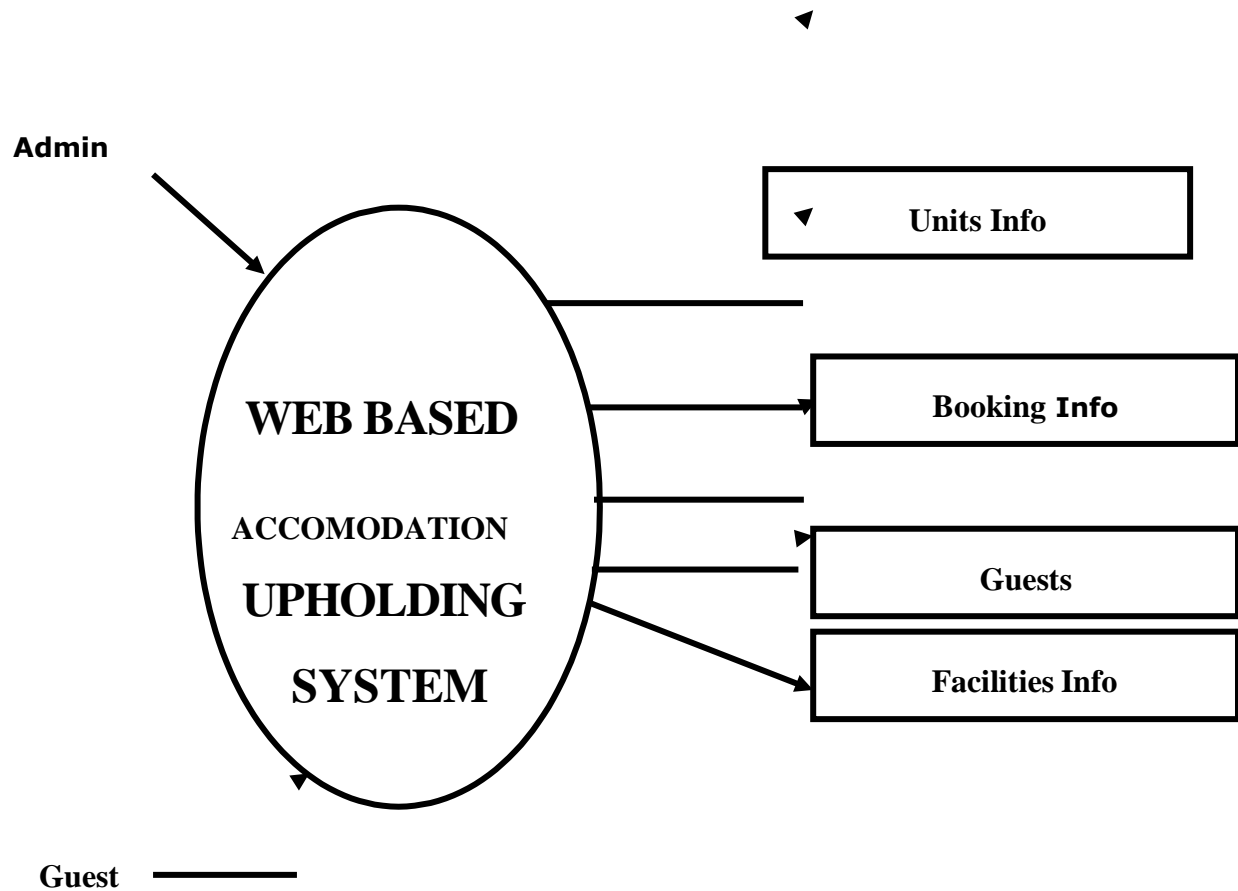 Admin
Units Info
WEB BASED
Booking Info
ACCOMODATION
UPHOLDING
Guests
SYSTEM
Facilities Info
Guest